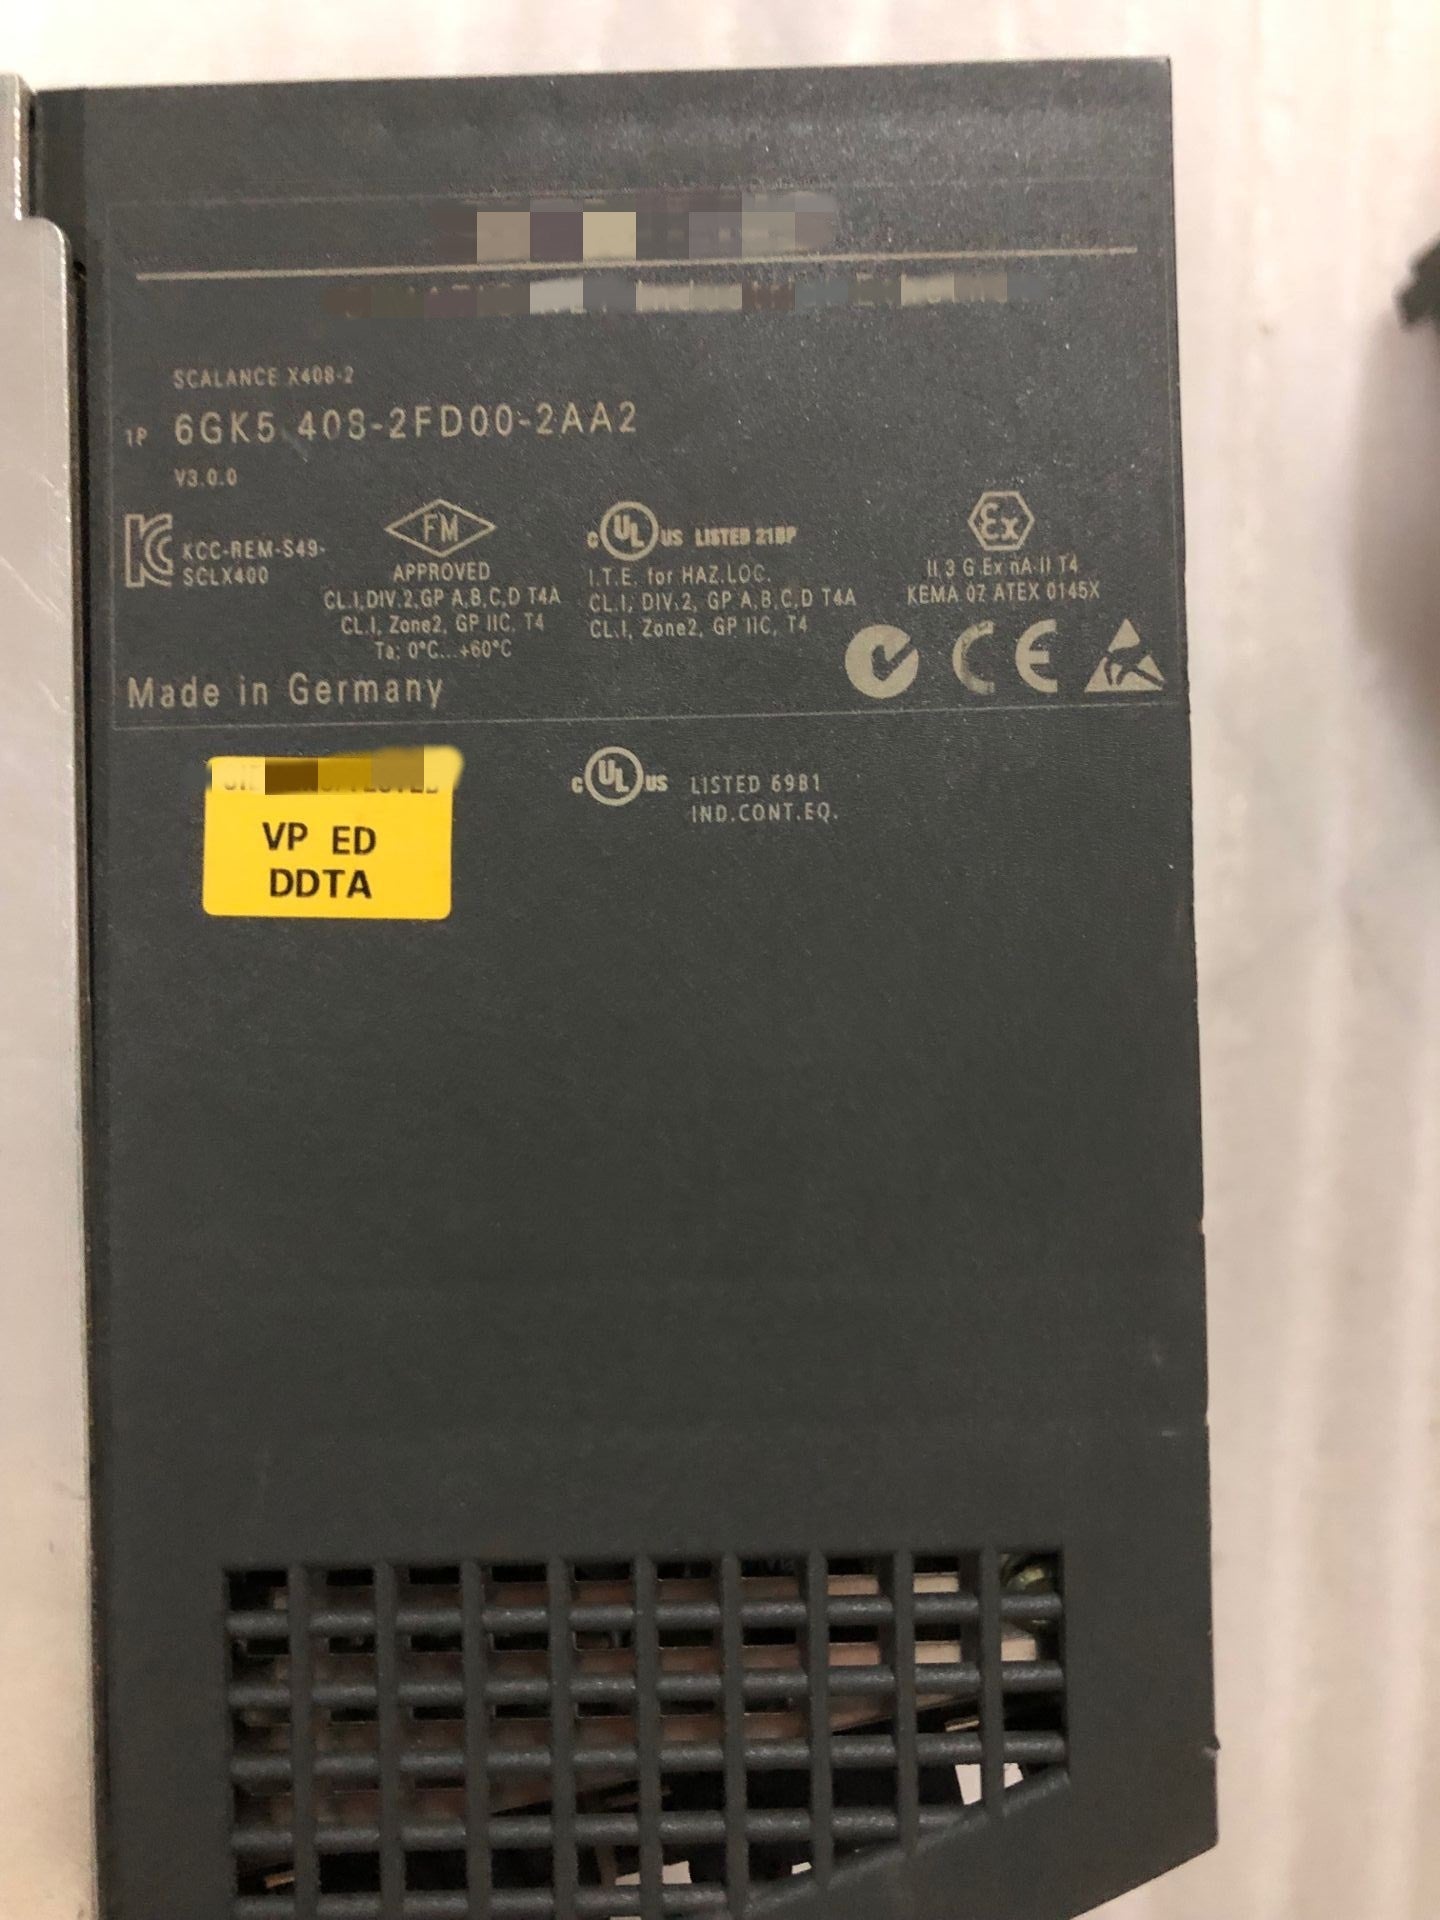 SCALANCE X408-2
1P 6GK5 408-2FD00-2AA2
V3.0.0
KCC-REM-S49-
SCLX400
FM
APPROVED
CL.I,DIV.2,GP A,B,C,D T4A
CL.I, Zone2, GP IIC, T4
Ta: 0°C...+60°C
c UL US LISTED 21BP
I.T.E. for HAZ.LOC.
CL.I, DIV.2, GP A,B,C,D T4A
CL.I, Zone2, GP IIC, T4
Ex
II 3 G Ex nA II T4
KEMA 07 ATEX 0145X
CE
Made in Germany
VP ED
DDTA
c UL US LISTED 69B1
IND.CONT.EQ.